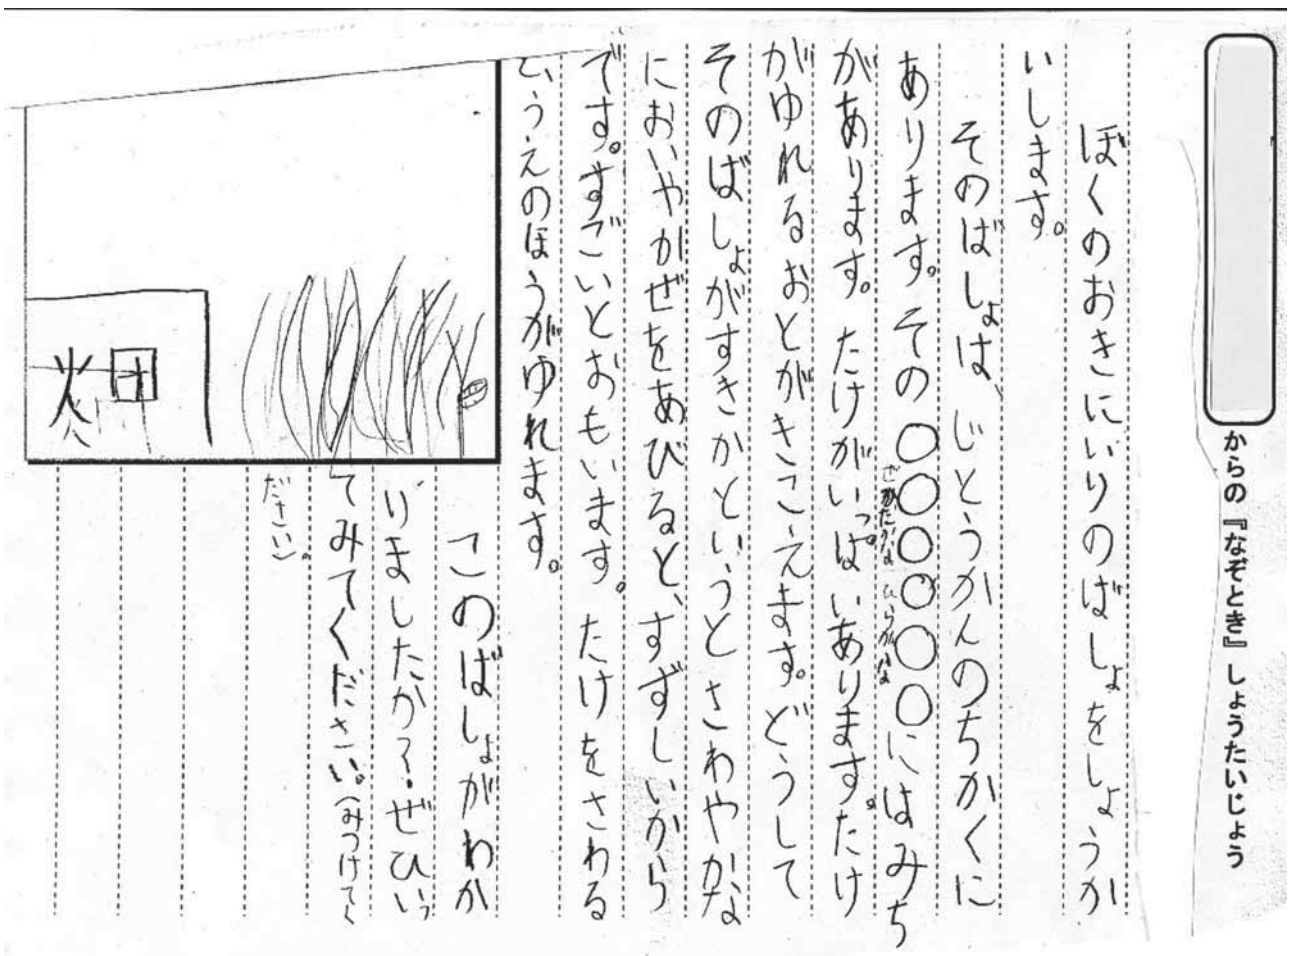 からの『なぞとき』しょうたいじょう
ぼくのおきにいりのばしょをしょうか
いします。
そのばしょは、じとうかんのちかくに
あります。その○○○○○○にはみち
があります。たけがいっぱいあります。たけ
がゆれるおとがきこえます。どうして
そのばしょがすきかというとさわやかな
においやかぜをあびると、すずしいから
です。すごいとおもいます。たけをさわる
と、うえのほうがゆれます。
このばしょがわか
りましたか?ぜひいっ
てみてください。(みつけてく
ださい)。
畑